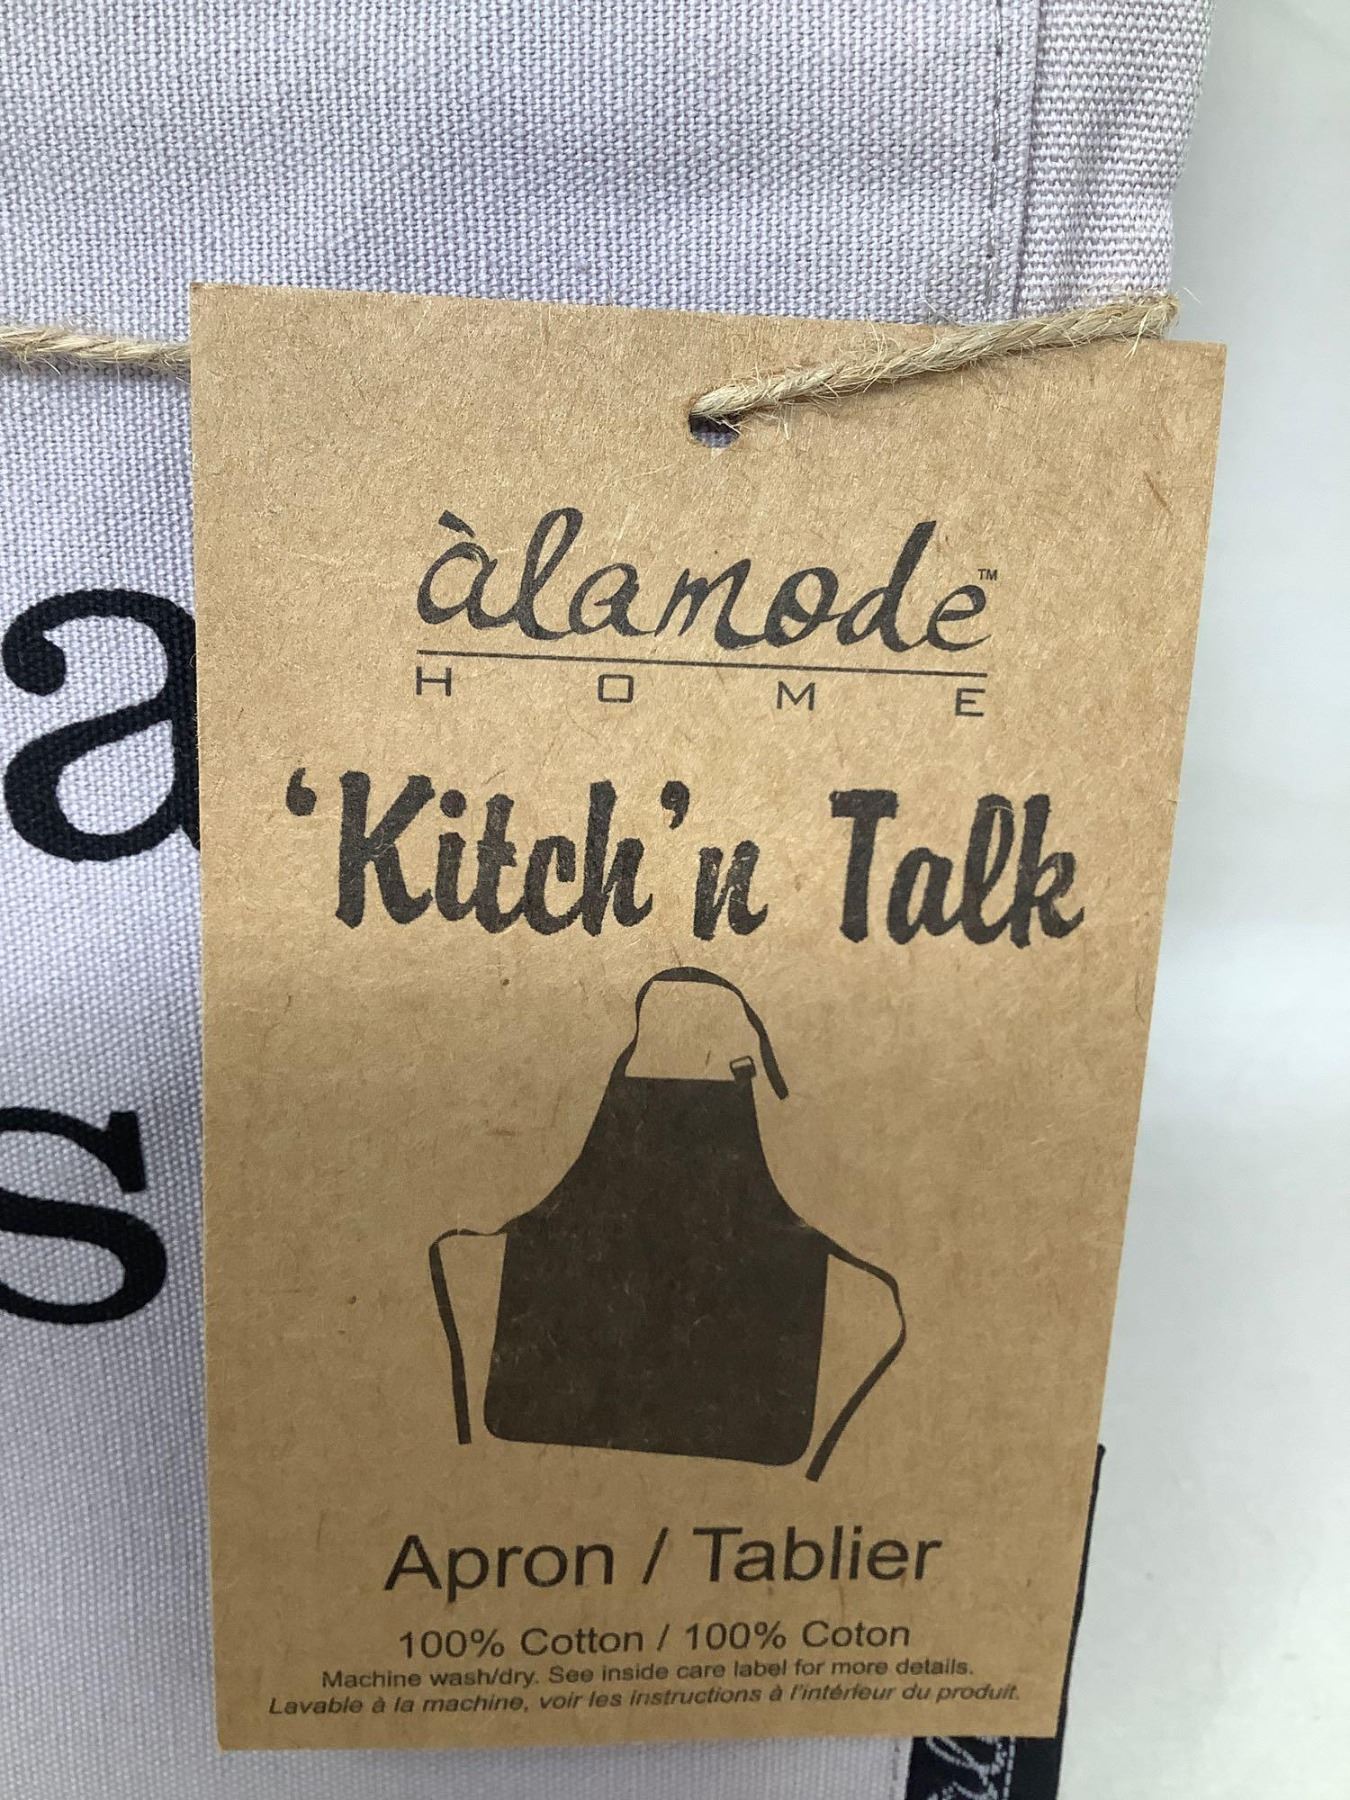 àlamode™
HOME
‘Kitch’n Talk
Apron / Tablier
100% Cotton / 100% Coton
Machine wash/dry. See inside care label for more details.
Lavable à la machine, voir les instructions à l'intérieur du produit.
a
s